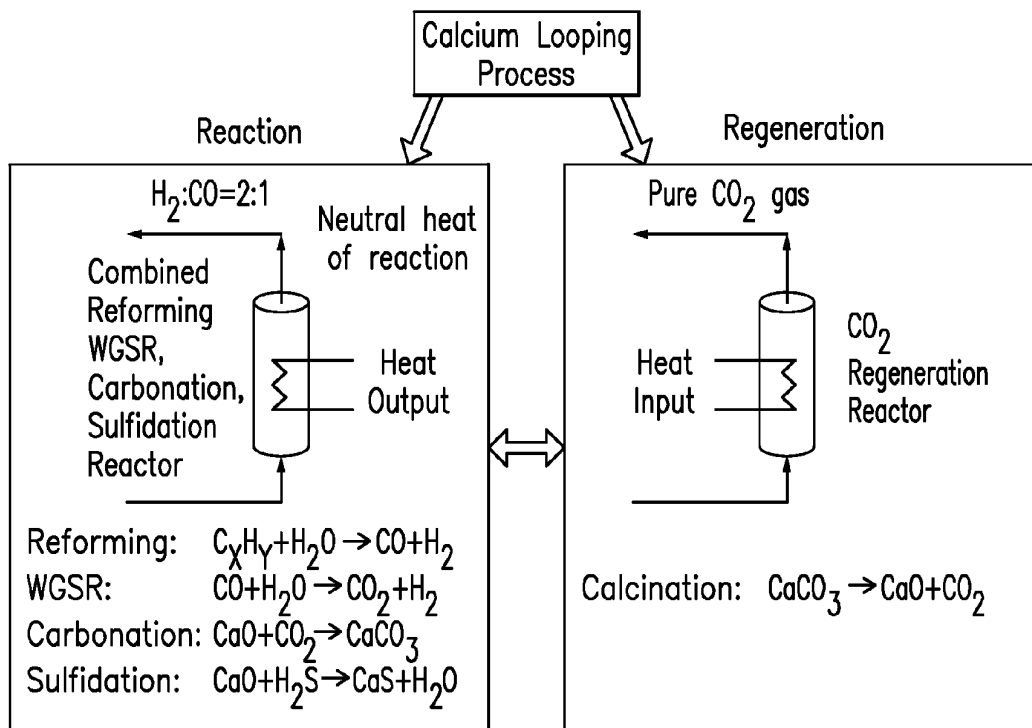 Calcium Looping
Process
Reaction
H₂:CO=2:1
Neutral heat
of reaction
Combined
Reforming
WGSR,
Carbonation,
Sulfidation
Reactor
Heat
Output
Reforming: CXHY+H₂O→CO+H₂
WGSR: CO+H₂O→CO₂+H₂
Carbonation: CaO+CO₂→CaCO₃
Sulfidation: CaO+H₂S→CaS+H₂O
Regeneration
Pure CO₂ gas
Heat
Input
CO₂
Regeneration
Reactor
Calcination: CaCO₃→CaO+CO₂